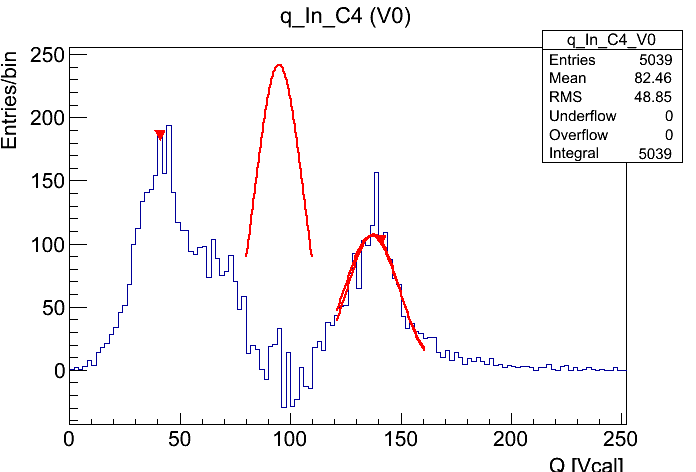 q_In_C4 (V0)
q_In_C4_V0
Entries 5039
Mean 82.46
RMS 48.85
Underflow 0
Overflow 0
Integral 5039
Entries/bin
250
200
150
100
50
0
0 50 100 150 200 250
Q [Vcal]